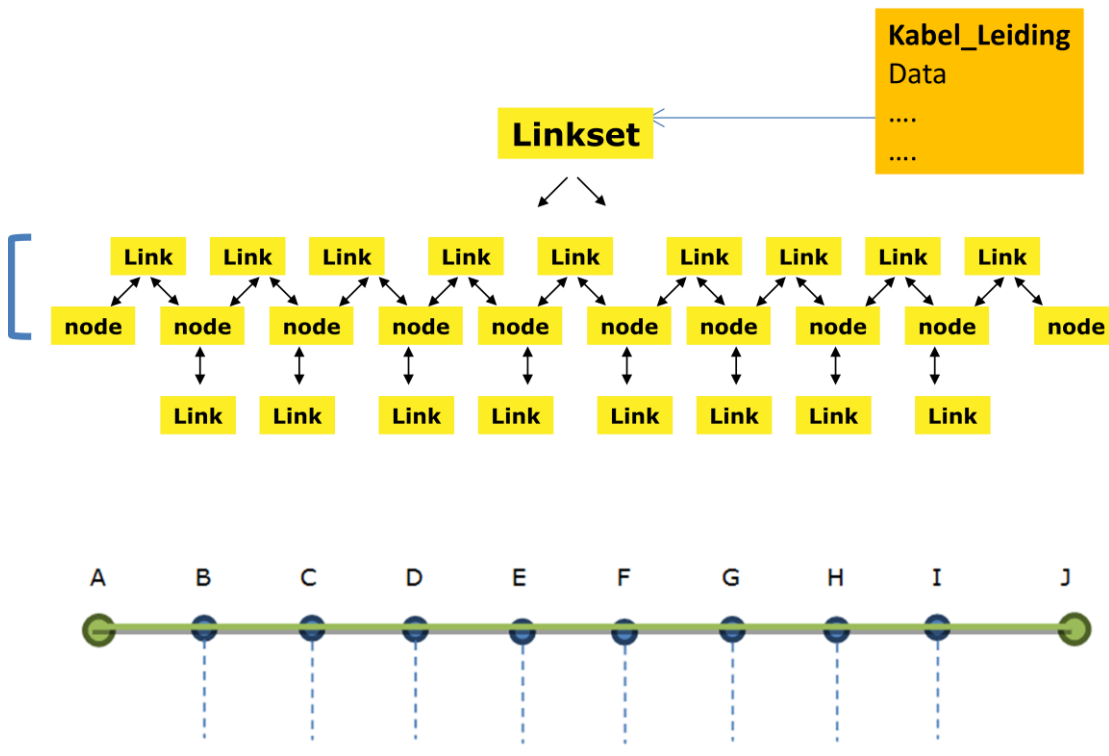 Kabel_Leiding
Data
....
....
Linkset
Link Link Link Link Link Link Link Link Link
node node node node node node node node node node
Link Link Link Link Link Link Link Link
A B C D E F G H I J